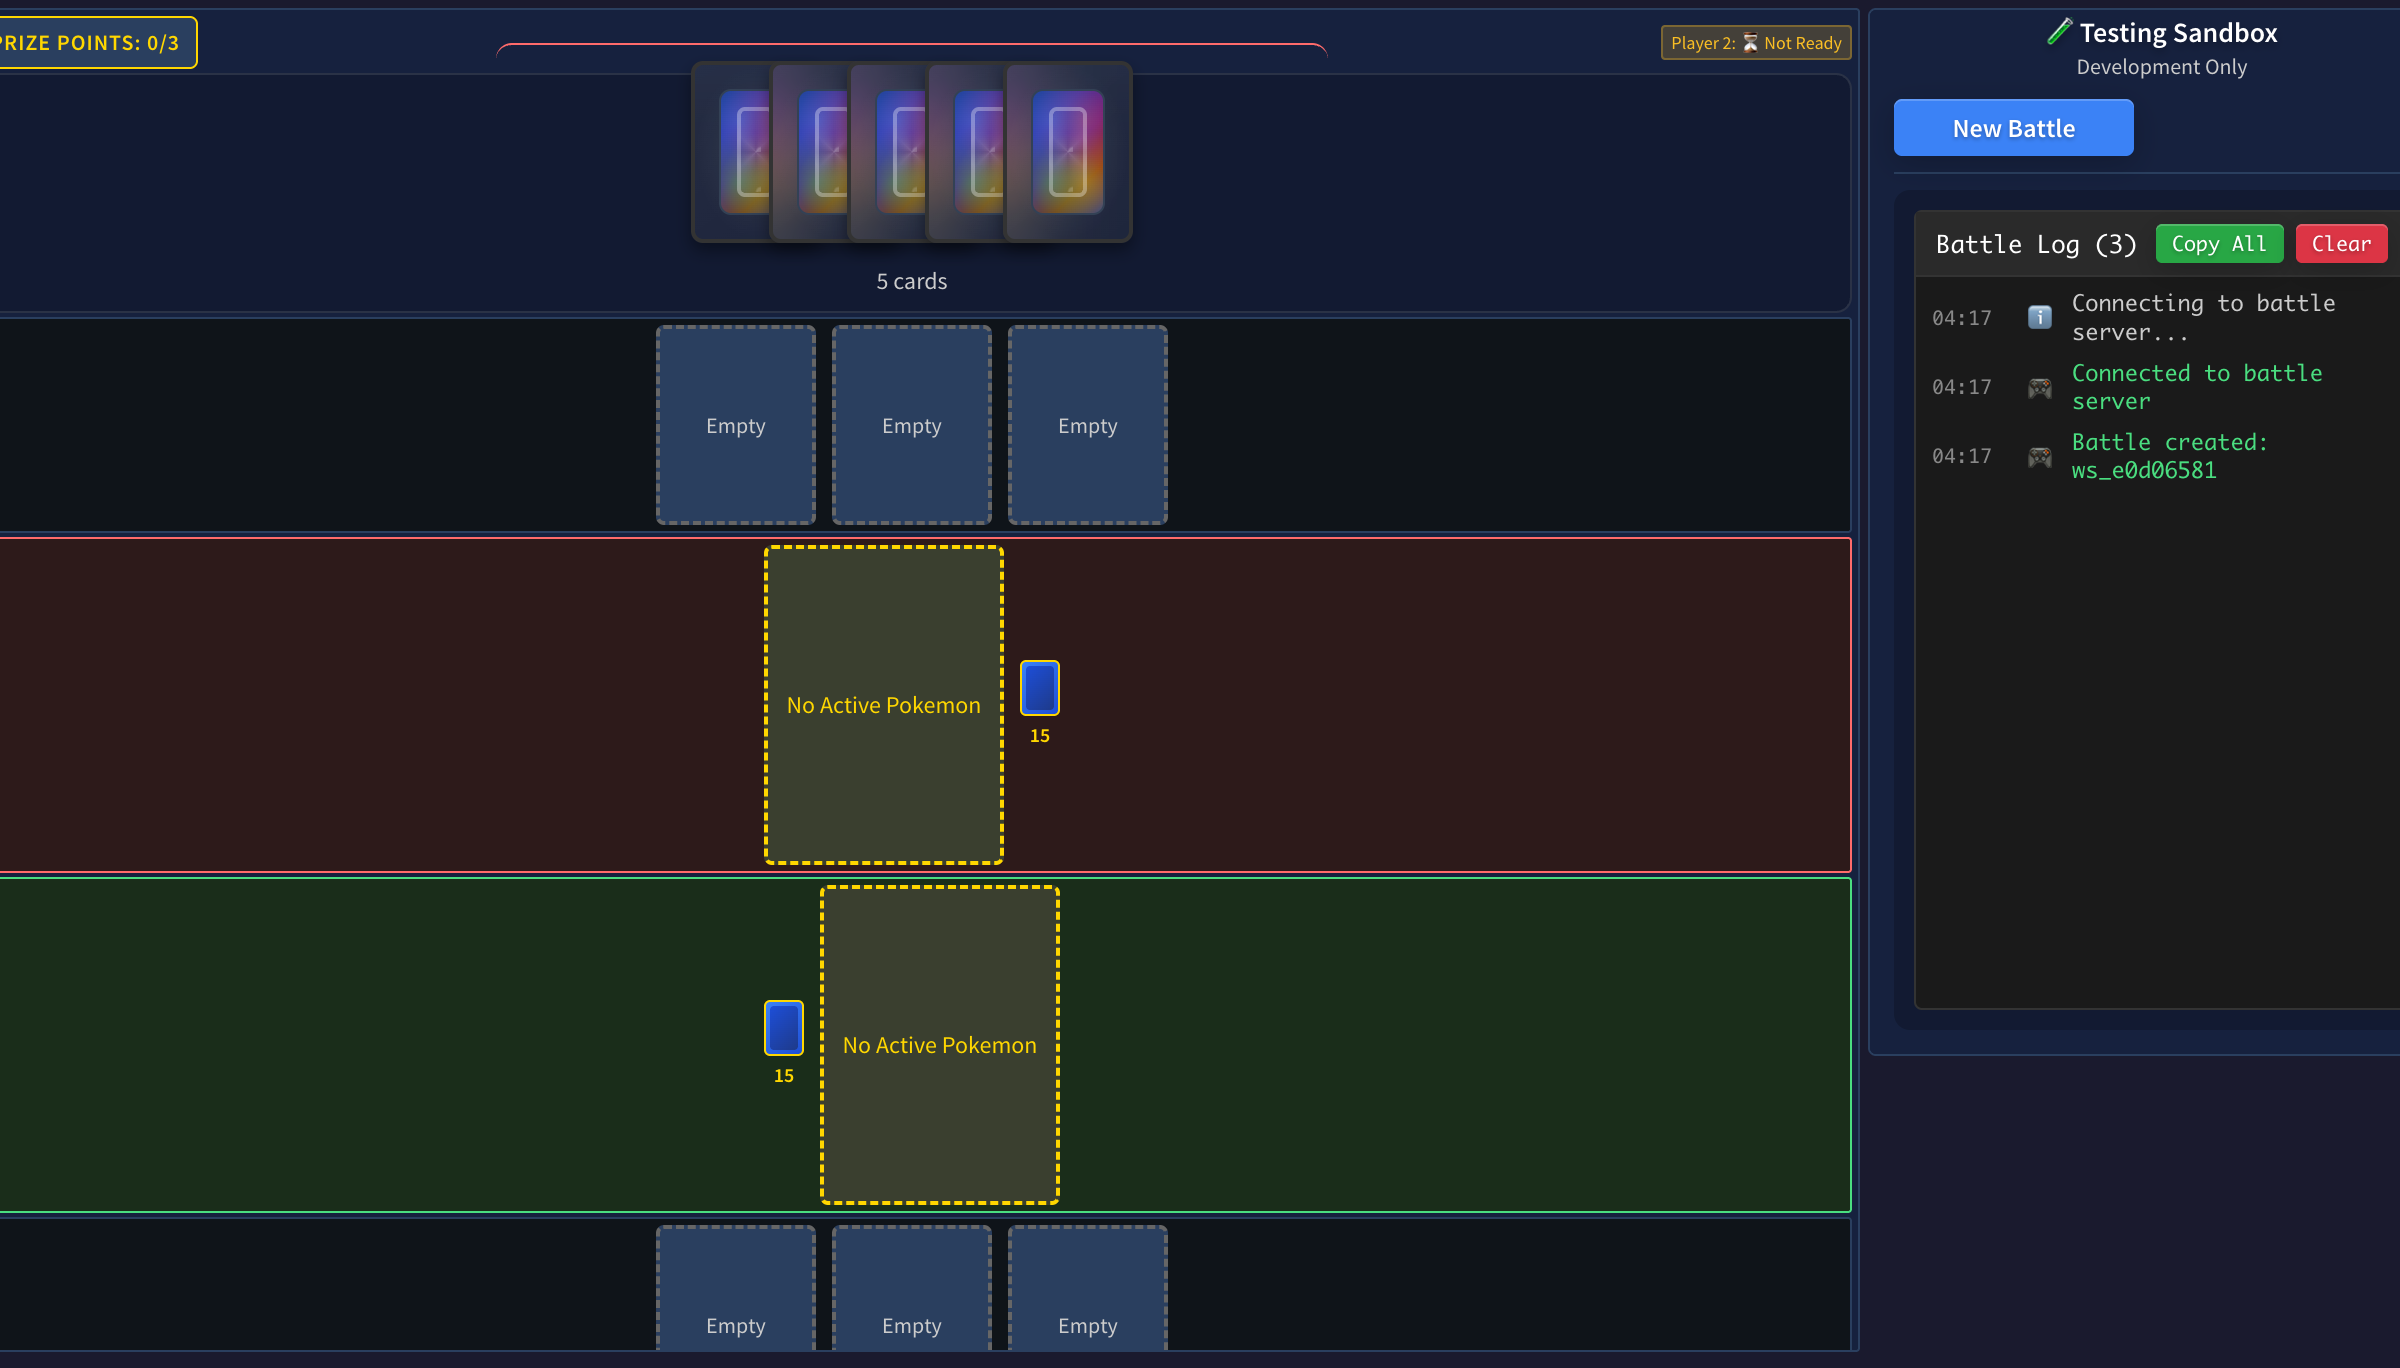 PRIZE POINTS: 0/3
Player 2: ⏳ Not Ready
5 cards
Empty
Empty
Empty
No Active Pokemon
15
15
No Active Pokemon
Empty
Empty
Empty
Testing Sandbox
Development Only
New Battle
Battle Log (3)
Copy All
Clear
04:17
Connecting to battle
server...
04:17
Connected to battle
server
04:17
Battle created:
ws_e0d06581